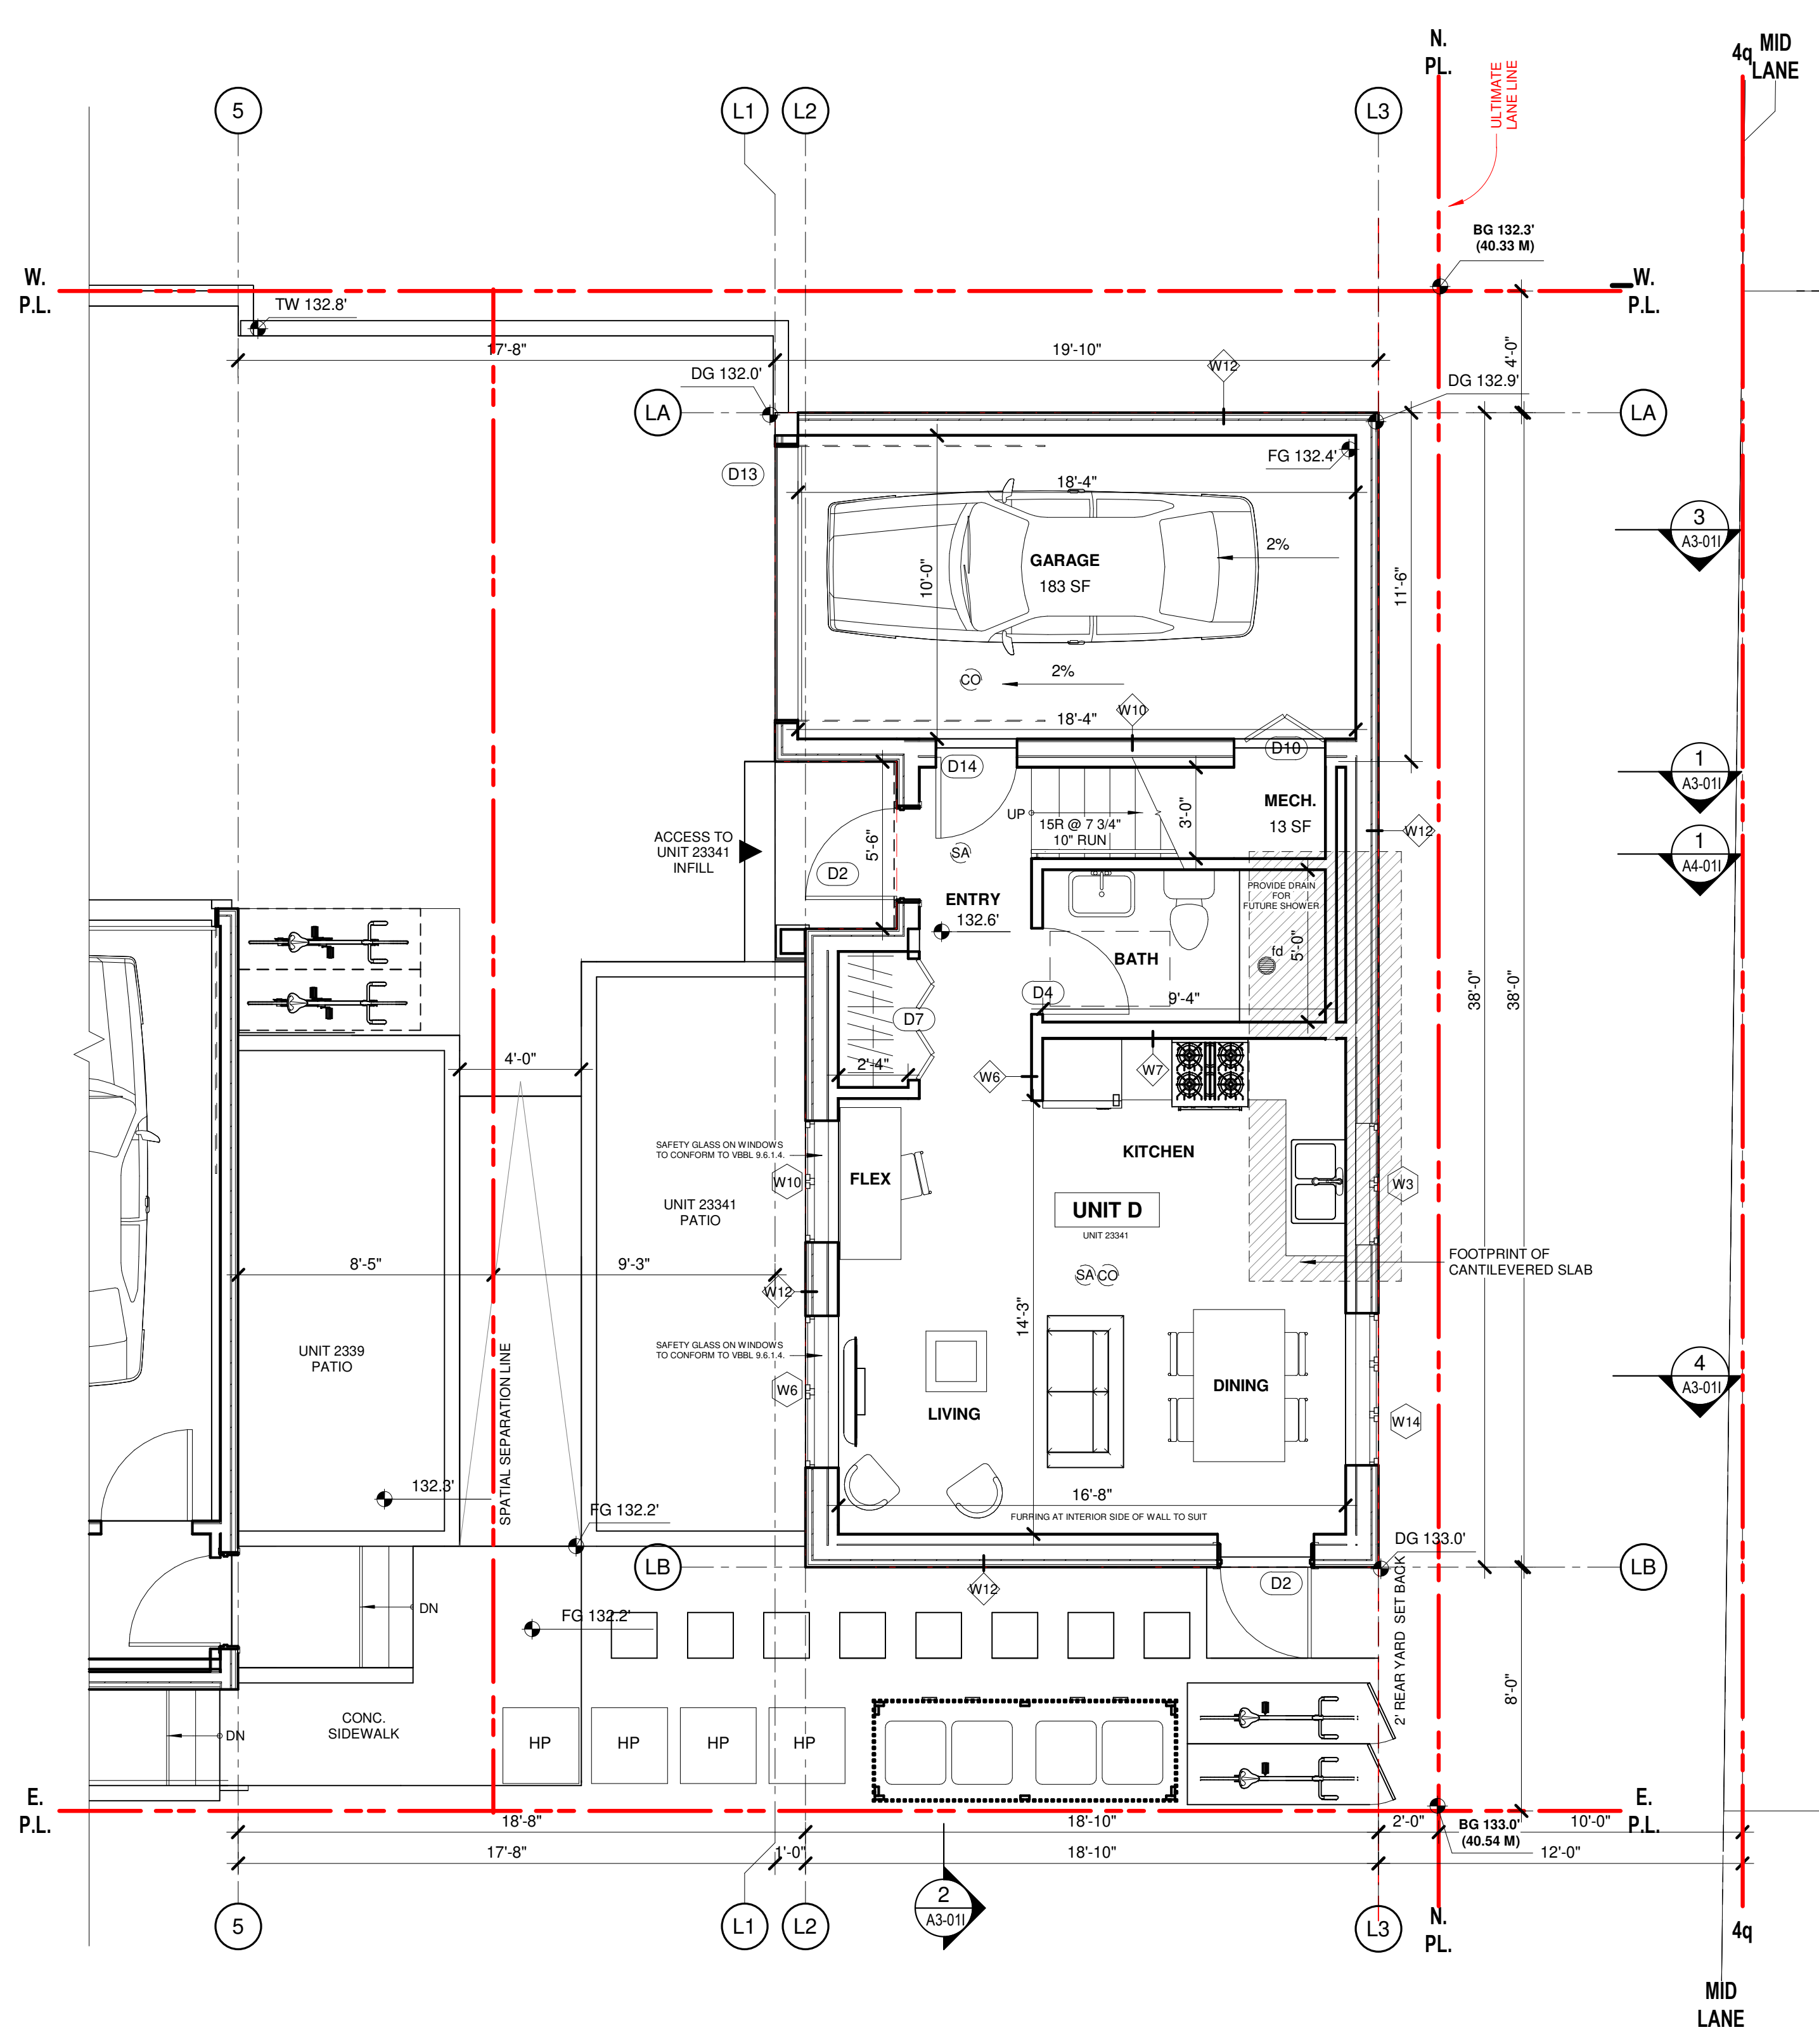 N.
PL.
4q
MID
LANE
ULTIMATE
LANE LINE
5
L1
L2
L3
BG 132.3'
(40.33 M)
W.
P.L.
W.
P.L.
TW 132.8'
17'-8"
19'-10"
W12
4'-0"
DG 132.0'
DG 132.9'
LA
LA
D13
FG 132.4'
18'-4"
3
A3-01I
GARAGE
183 SF
2%
10'-0"
11'-6"
CO
2%
18'-4"
W10
D10
D14
1
A3-01I
MECH.
13 SF
UP
15R @ 7 3/4"
10" RUN
3'-0"
W12
ACCESS TO
UNIT 23341
INFILL
5'-6"
SA
D2
1
A4-01I
ENTRY
132.6'
PROVIDE DRAIN
FOR
FUTURE SHOWER
fd
5'-0"
BATH
D4
9'-4"
38'-0"
38'-0"
D7
4'-0"
2'-4"
W6
W7
SAFETY GLASS ON WINDOWS
TO CONFORM TO VBBL 9.6.1.4.
KITCHEN
FLEX
W10
W3
UNIT 23341
PATIO
UNIT D
UNIT 23341
8'-5"
9'-3"
SA
CO
FOOTPRINT OF
CANTILEVERED SLAB
W12
14'-3"
SAFETY GLASS ON WINDOWS
TO CONFORM TO VBBL 9.6.1.4.
UNIT 2339
PATIO
W6
LIVING
DINING
4
A3-01I
W14
SPATIAL SEPARATION LINE
132.3'
16'-8"
FURRING AT INTERIOR SIDE OF WALL TO SUIT
FG 132.2'
DG 133.0'
LB
LB
W12
D2
DN
FG 132.2'
2' REAR YARD SET BACK
8'-0"
CONC.
SIDEWALK
DN
HP
HP
HP
HP
E.
P.L.
E.
P.L.
18'-8"
18'-10"
2'-0"
BG 133.0'
(40.54 M)
10'-0"
17'-8"
1'-0"
18'-10"
12'-0"
2
A3-01I
5
L1
L2
L3
N.
PL.
4q
MID
LANE